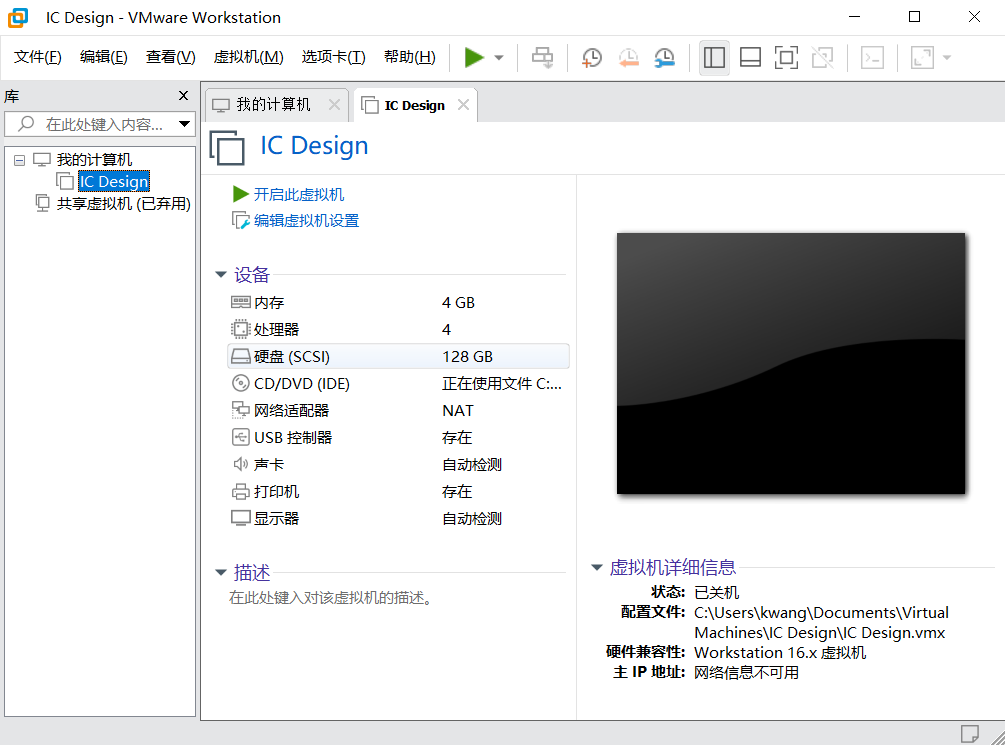 IC Design - VMware Workstation
文件(F) 编辑(E) 查看(V) 虚拟机(M) 选项卡(T) 帮助(H)
库
在此处键入内容...
我的计算机
IC Design
共享虚拟机 (已弃用)
我的计算机 IC Design
IC Design
开启此虚拟机
编辑虚拟机设置
设备
内存 4 GB
处理器 4
硬盘 (SCSI) 128 GB
CD/DVD (IDE) 正在使用文件 C:...
网络适配器 NAT
USB 控制器 存在
声卡 自动检测
打印机 存在
显示器 自动检测
描述
在此处键入对该虚拟机的描述。
虚拟机详细信息
状态: 已关机
配置文件: C:\Users\kwang\Documents\Virtual
Machines\IC Design\IC Design.vmx
硬件兼容性: Workstation 16.x 虚拟机
主 IP 地址: 网络信息不可用